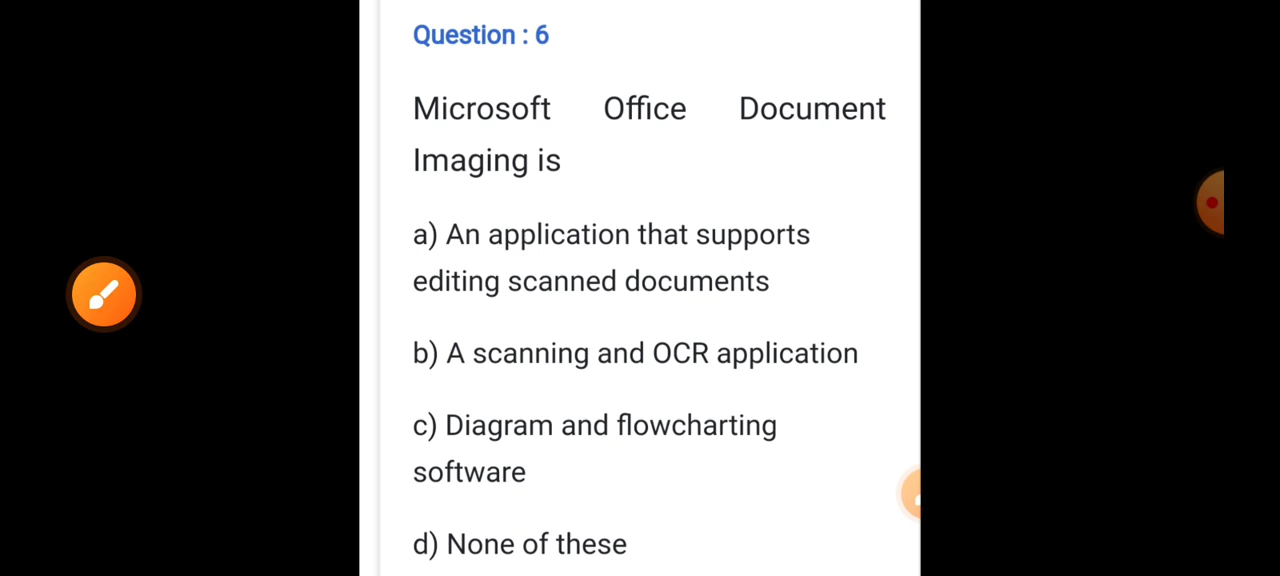 Question : 6
Microsoft Office Document
Imaging is
a) An application that supports
editing scanned documents
b) A scanning and OCR application
c) Diagram and flowcharting
software
d) None of these